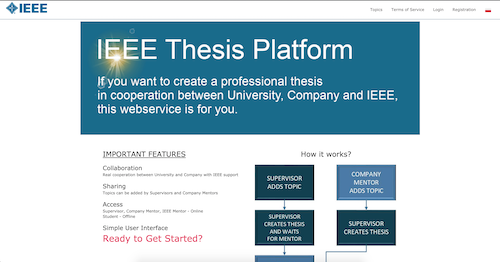 IEEE
Topics Terms of Service Login Registration
IEEE Thesis Platform
If you want to create a professional thesis
in cooperation between University, Company and IEEE,
this webservice is for you.
IMPORTANT FEATURES
Collaboration
Real cooperation between University and Company with IEEE support
Sharing
Topics can be added by Supervisors and Company Mentors
Access
Supervisor, Company Mentor, IEEE Mentor - Online
Student - Offline
Simple User Interface
Ready to Get Started?
How it works?
SUPERVISOR
ADDS TOPIC
COMPANY
MENTOR
ADDS TOPIC
SUPERVISOR
CREATES THESIS
AND WAITS
FOR MENTOR
SUPERVISOR
CREATES THESIS